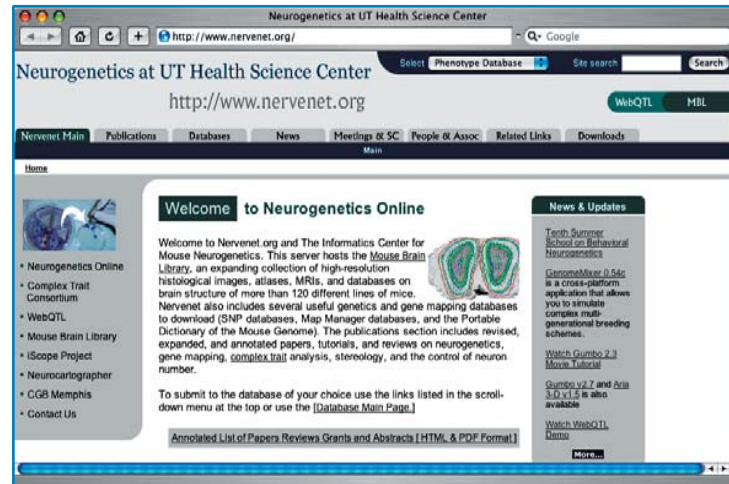 Neurogenetics at UT Health Science Center
http://www.nervenet.org/
Google
Neurogenetics at UT Health Science Center
Select Phenotype Database Site search Search
http://www.nervenet.org
WebQTL MBL
Nervenet Main Publications Databases News Meetings & SC People & Assoc Related Links Downloads
Main
Home
Neurogenetics Online
Complex Trait
Consortium
WebQTL
Mouse Brain Library
iScope Project
Neurocartographer
CGB Memphis
Contact Us
Welcome to Neurogenetics Online
Welcome to Nervenet.org and The Informatics Center for
Mouse Neurogenetics. This server hosts the Mouse Brain
Library, an expanding collection of high-resolution
histological images, atlases, MRIs, and databases on
brain structure of more than 120 different lines of mice.
Nervenet also includes several useful genetics and gene mapping databases
to download (SNP databases, Map Manager databases, and the Portable
Dictionary of the Mouse Genome). The publications section includes revised,
expanded, and annotated papers, tutorials, and reviews on neurogenetics,
gene mapping, complex trait analysis, stereology, and the control of neuron
number.
To submit to the database of your choice use the links listed in the scroll-
down menu at the top or use the [Database Main Page.]
Annotated List of Papers Reviews Grants and Abstracts [ HTML & PDF Format ]
News & Updates
Tenth Summer
School on Behavioral
Neurogenetics
GenomeMixer 0.54c
is a cross-platform
application that allows
you to simulate
complex multi-
generational breeding
schemes.
Watch Gumbo 2.3
Movie Tutorial
Gumbo v2.7 and Aria
3-D v1.5 is also
available
Watch WebQTL
Demo
More...